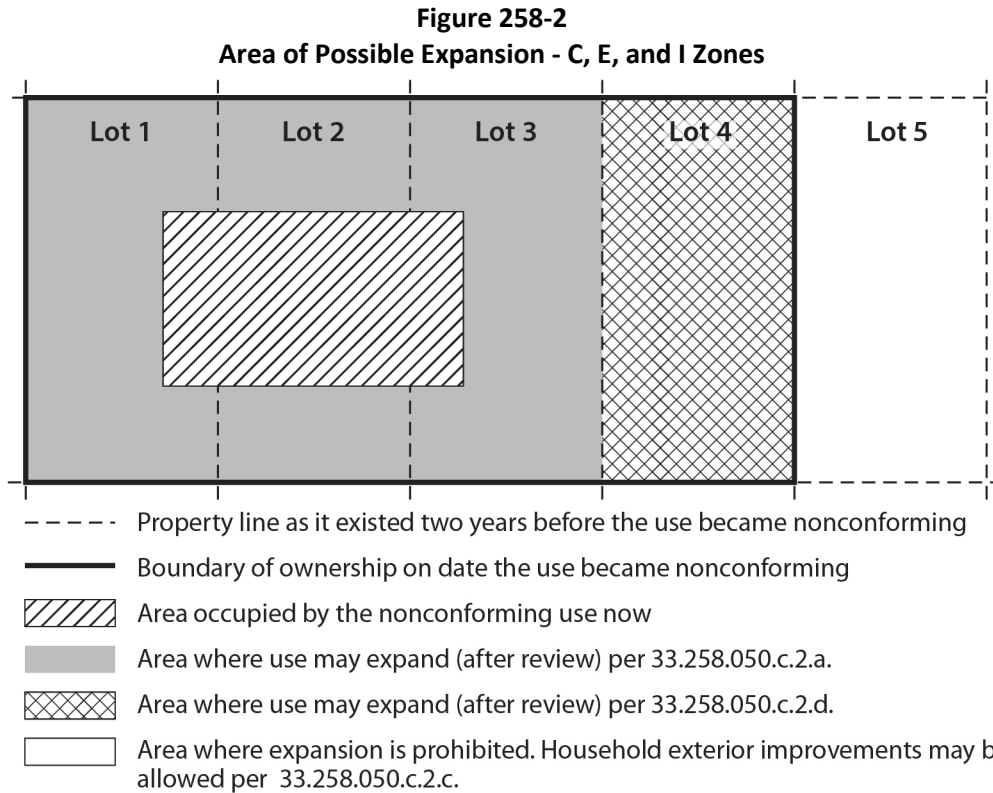 Figure 258-2
Area of Possible Expansion - C, E, and I Zones
Lot 1 Lot 2 Lot 3 Lot 4 Lot 5
Property line as it existed two years before the use became nonconforming
Boundary of ownership on date the use became nonconforming
Area occupied by the nonconforming use now
Area where use may expand (after review) per 33.258.050.c.2.a.
Area where use may expand (after review) per 33.258.050.c.2.d.
Area where expansion is prohibited. Household exterior improvements may b
allowed per 33.258.050.c.2.c.